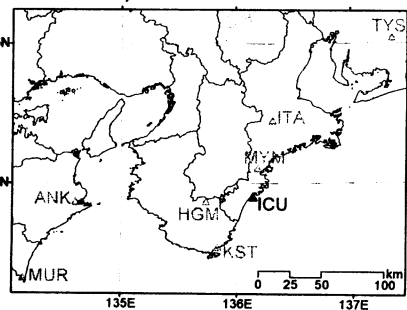 TYS
ITA
MYM
ANK
HGM
ICU
KST
MUR
km
0 25 50 100
135E 136E 137E